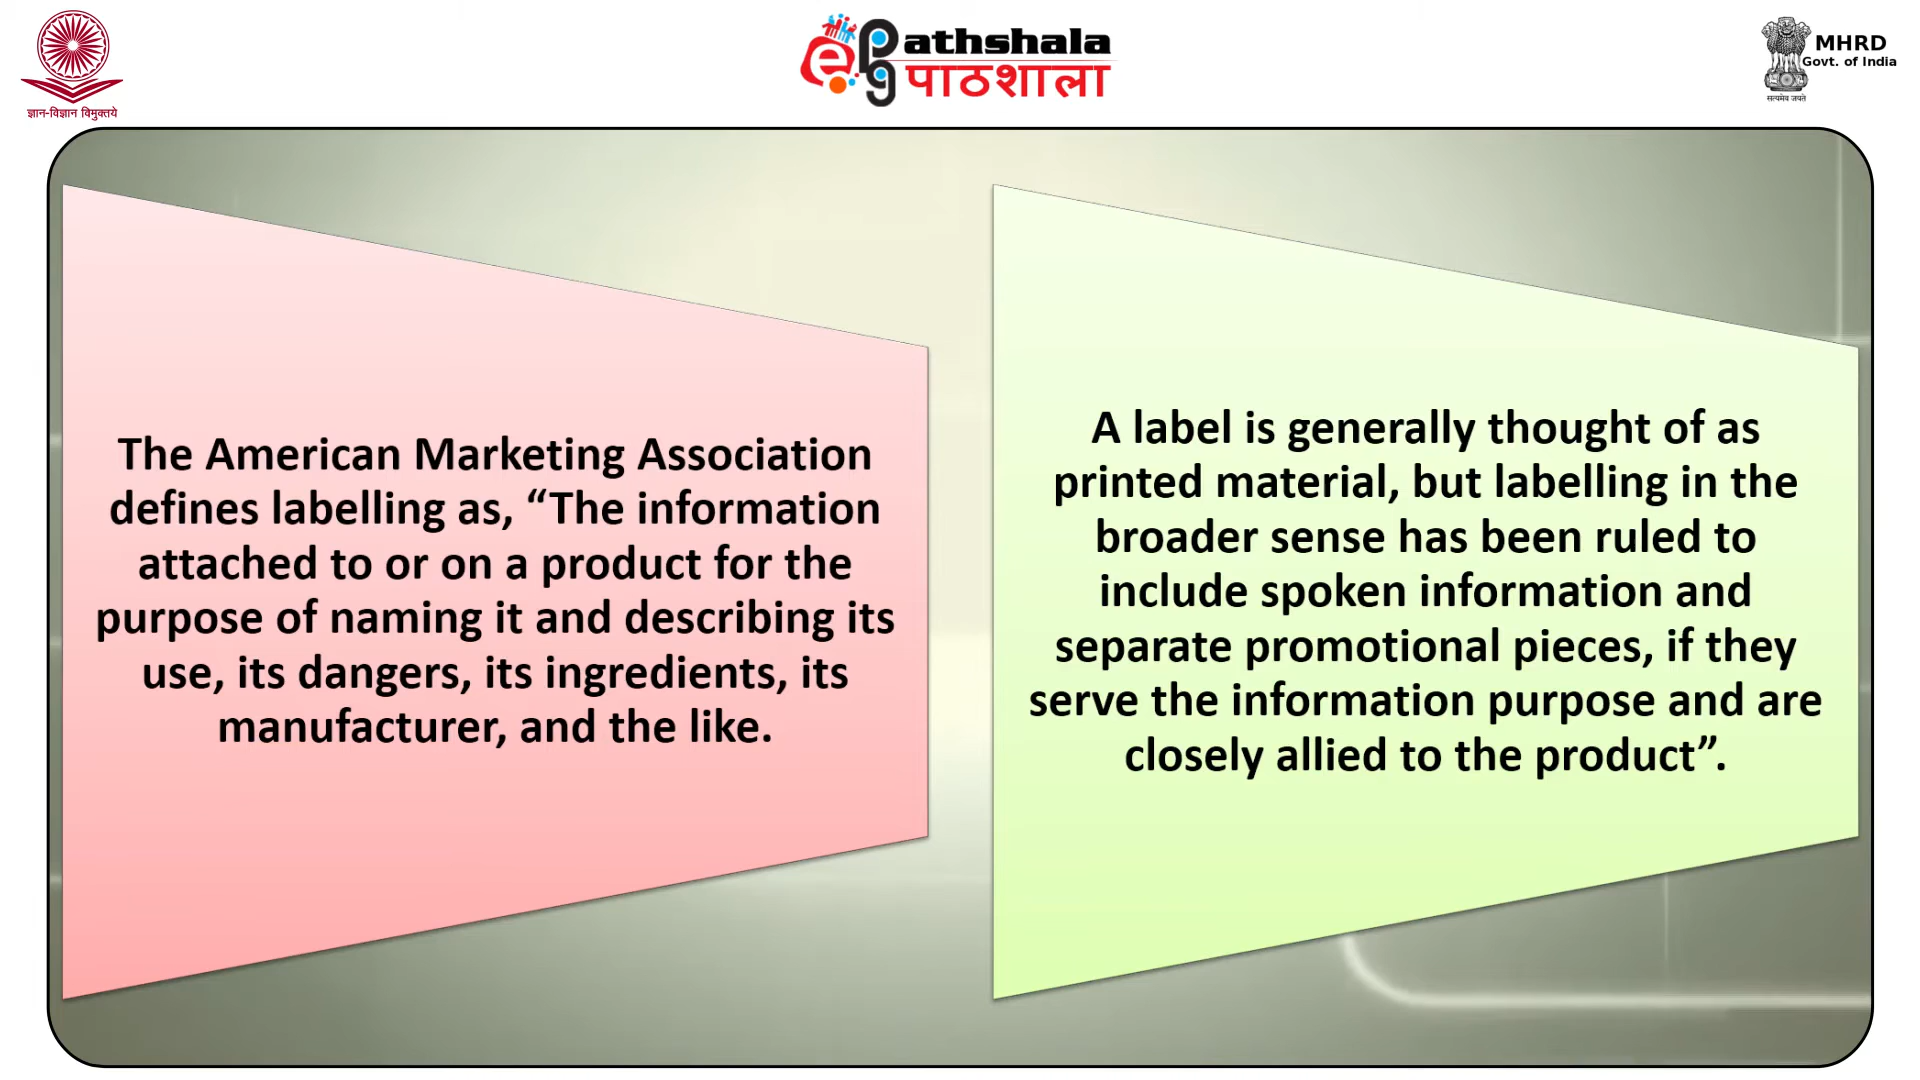 ज्ञान-विज्ञान विमुक्तये
e
Pg
athshala
पाठशाला
MHRD
Govt. of India
सत्यमेव जयते
The American Marketing Association
defines labelling as, “The information
attached to or on a product for the
purpose of naming it and describing its
use, its dangers, its ingredients, its
manufacturer, and the like.
A label is generally thought of as
printed material, but labelling in the
broader sense has been ruled to
include spoken information and
separate promotional pieces, if they
serve the information purpose and are
closely allied to the product”.